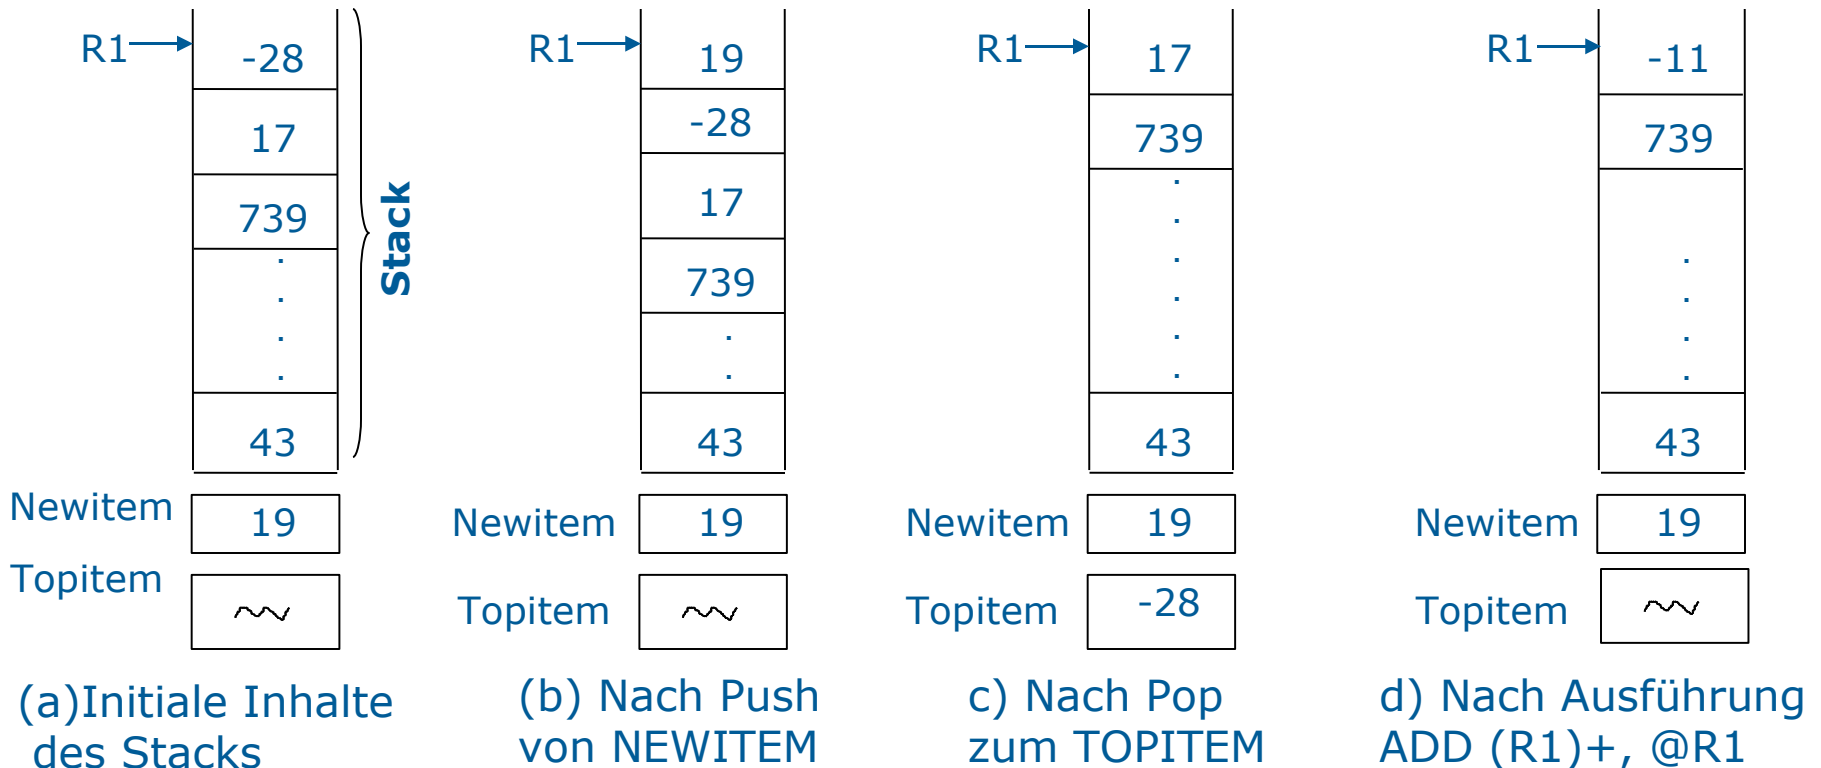 R1
-28
17
739
.
.
.
.
43
Stack
Newitem
19
Topitem
(a)Initiale Inhalte
des Stacks
R1
19
-28
17
739
.
.
43
Newitem
19
Topitem
(b) Nach Push
von NEWITEM
R1
17
739
.
.
.
.
.
.
43
Newitem
19
Topitem
-28
c) Nach Pop
zum TOPITEM
R1
-11
739
.
.
.
.
43
Newitem
19
Topitem
d) Nach Ausführung
ADD (R1)+, @R1